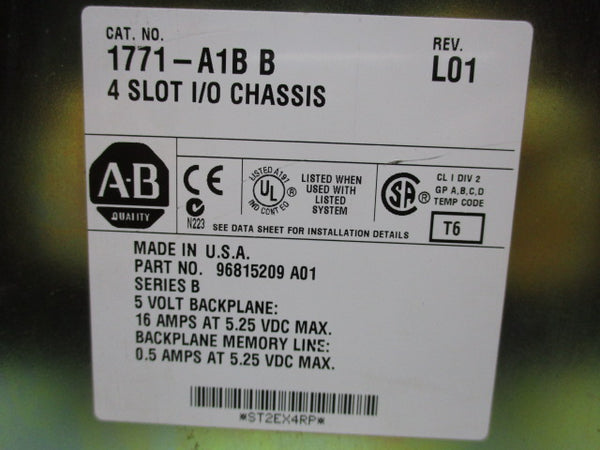 CAT. NO.
1771-A1B B
4 SLOT I/O CHASSIS
REV.
L01
A-B
QUALITY
CE
N223
LISTED A197
UL
®
IND CONT EQ
LISTED WHEN
USED WITH
LISTED
SYSTEM
SA
®
CL I DIV 2
GP A,B,C,D
TEMP CODE
T6
SEE DATA SHEET FOR INSTALLATION DETAILS
MADE IN U.S.A.
PART NO. 96815209 A01
SERIES B
5 VOLT BACKPLANE:
16 AMPS AT 5.25 VDC MAX.
BACKPLANE MEMORY LINE:
0.5 AMPS AT 5.25 VDC MAX.
*ST2EX4RP*